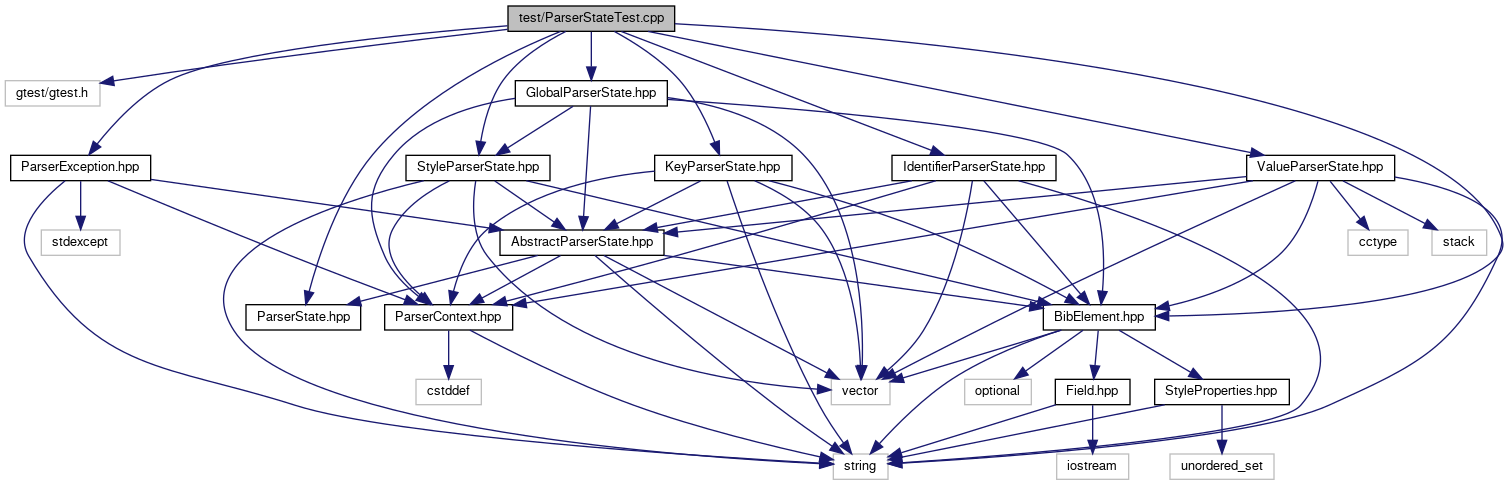 test/ParserStateTest.cpp
gtest/gtest.h
GlobalParserState.hpp
ParserException.hpp
StyleParserState.hpp
KeyParserState.hpp
IdentifierParserState.hpp
ValueParserState.hpp
stdexcept
AbstractParserState.hpp
cctype
stack
ParserState.hpp
ParserContext.hpp
BibElement.hpp
cstddef
vector
optional
Field.hpp
StyleProperties.hpp
string
iostream
unordered_set